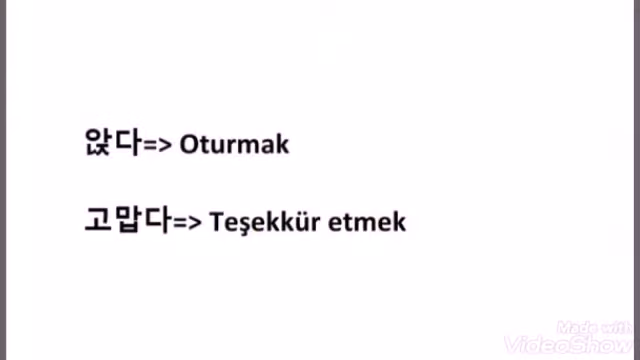 앉다=> Oturmak
고맙다=> Teşekkür etmek
Made with
VideoShow